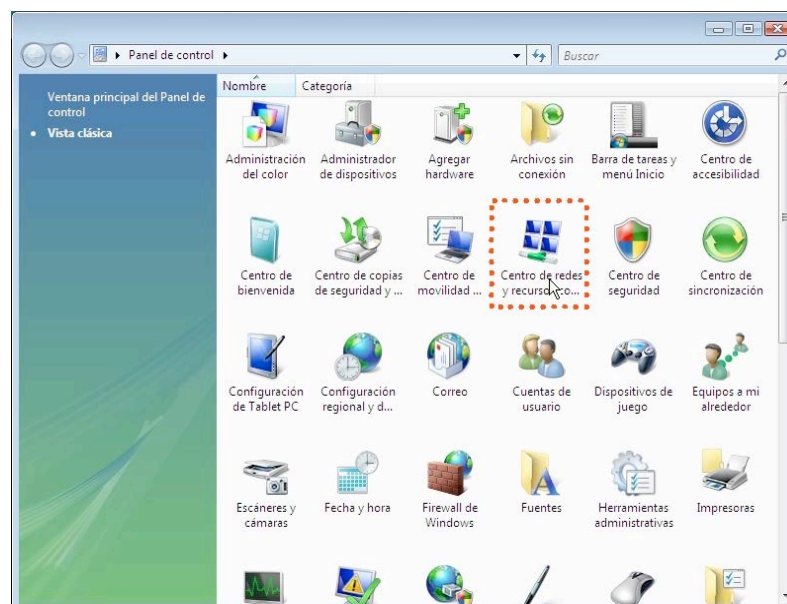 Panel de control
Buscar
Ventana principal del Panel de
control
Vista clásica
Nombre Categoría
Administración
del color
Administrador
de dispositivos
Agregar
hardware
Archivos sin
conexión
Barra de tareas y
menú Inicio
Centro de
accesibilidad
Centro de
bienvenida
Centro de copias
de seguridad y ...
Centro de
movilidad ...
Centro de redes
y recursos co...
Centro de
seguridad
Centro de
sincronización
Configuración
de Tablet PC
Configuración
regional y d...
Correo
Cuentas de
usuario
Dispositivos de
juego
Equipos a mi
alrededor
Escáneres y
cámaras
Fecha y hora
Firewall de
Windows
Fuentes
Herramientas
administrativas
Impresoras